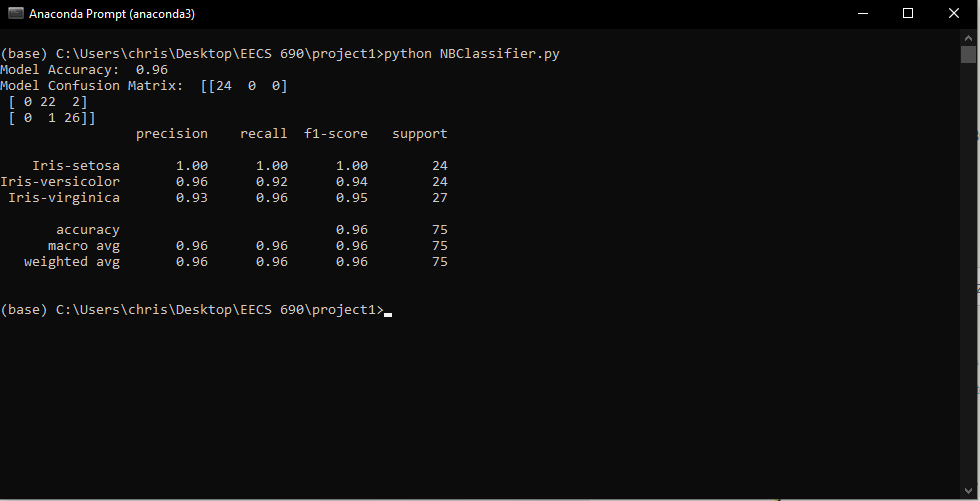 Anaconda Prompt (anaconda3)
(base) C:\Users\chris\Desktop\EECS 690\project1>python NBClassifier.py
Model Accuracy:  0.96
Model Confusion Matrix:  [[24  0  0]
 [ 0 22  2]
 [ 0  1 26]]
                 precision    recall  f1-score   support
    Iris-setosa       1.00      1.00      1.00        24
Iris-versicolor       0.96      0.92      0.94        24
 Iris-virginica       0.93      0.96      0.95        27
       accuracy                           0.96        75
      macro avg       0.96      0.96      0.96        75
   weighted avg       0.96      0.96      0.96        75
(base) C:\Users\chris\Desktop\EECS 690\project1>